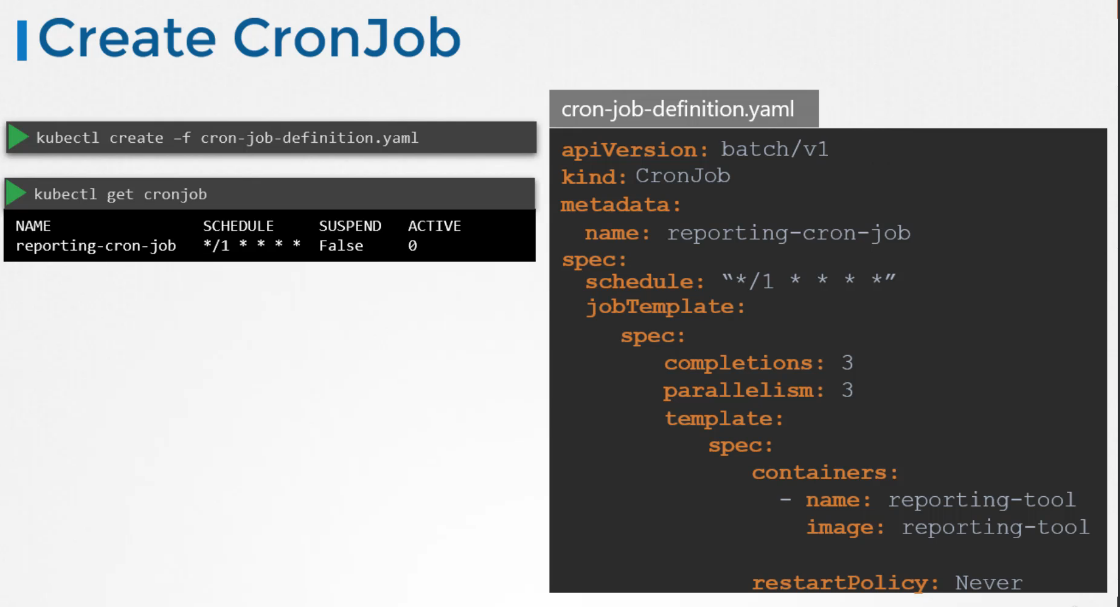 Create CronJob
kubectl create –f cron-job-definition.yaml
kubectl get cronjob
NAME SCHEDULE SUSPEND ACTIVE
reporting-cron-job */1 * * * * False 0
cron-job-definition.yaml
apiVersion: batch/v1
kind: CronJob
metadata:
name: reporting-cron-job
spec:
schedule: “*/1 * * * *”
jobTemplate:
spec:
completions: 3
parallelism: 3
template:
spec:
containers:
- name: reporting-tool
image: reporting-tool
restartPolicy: Never